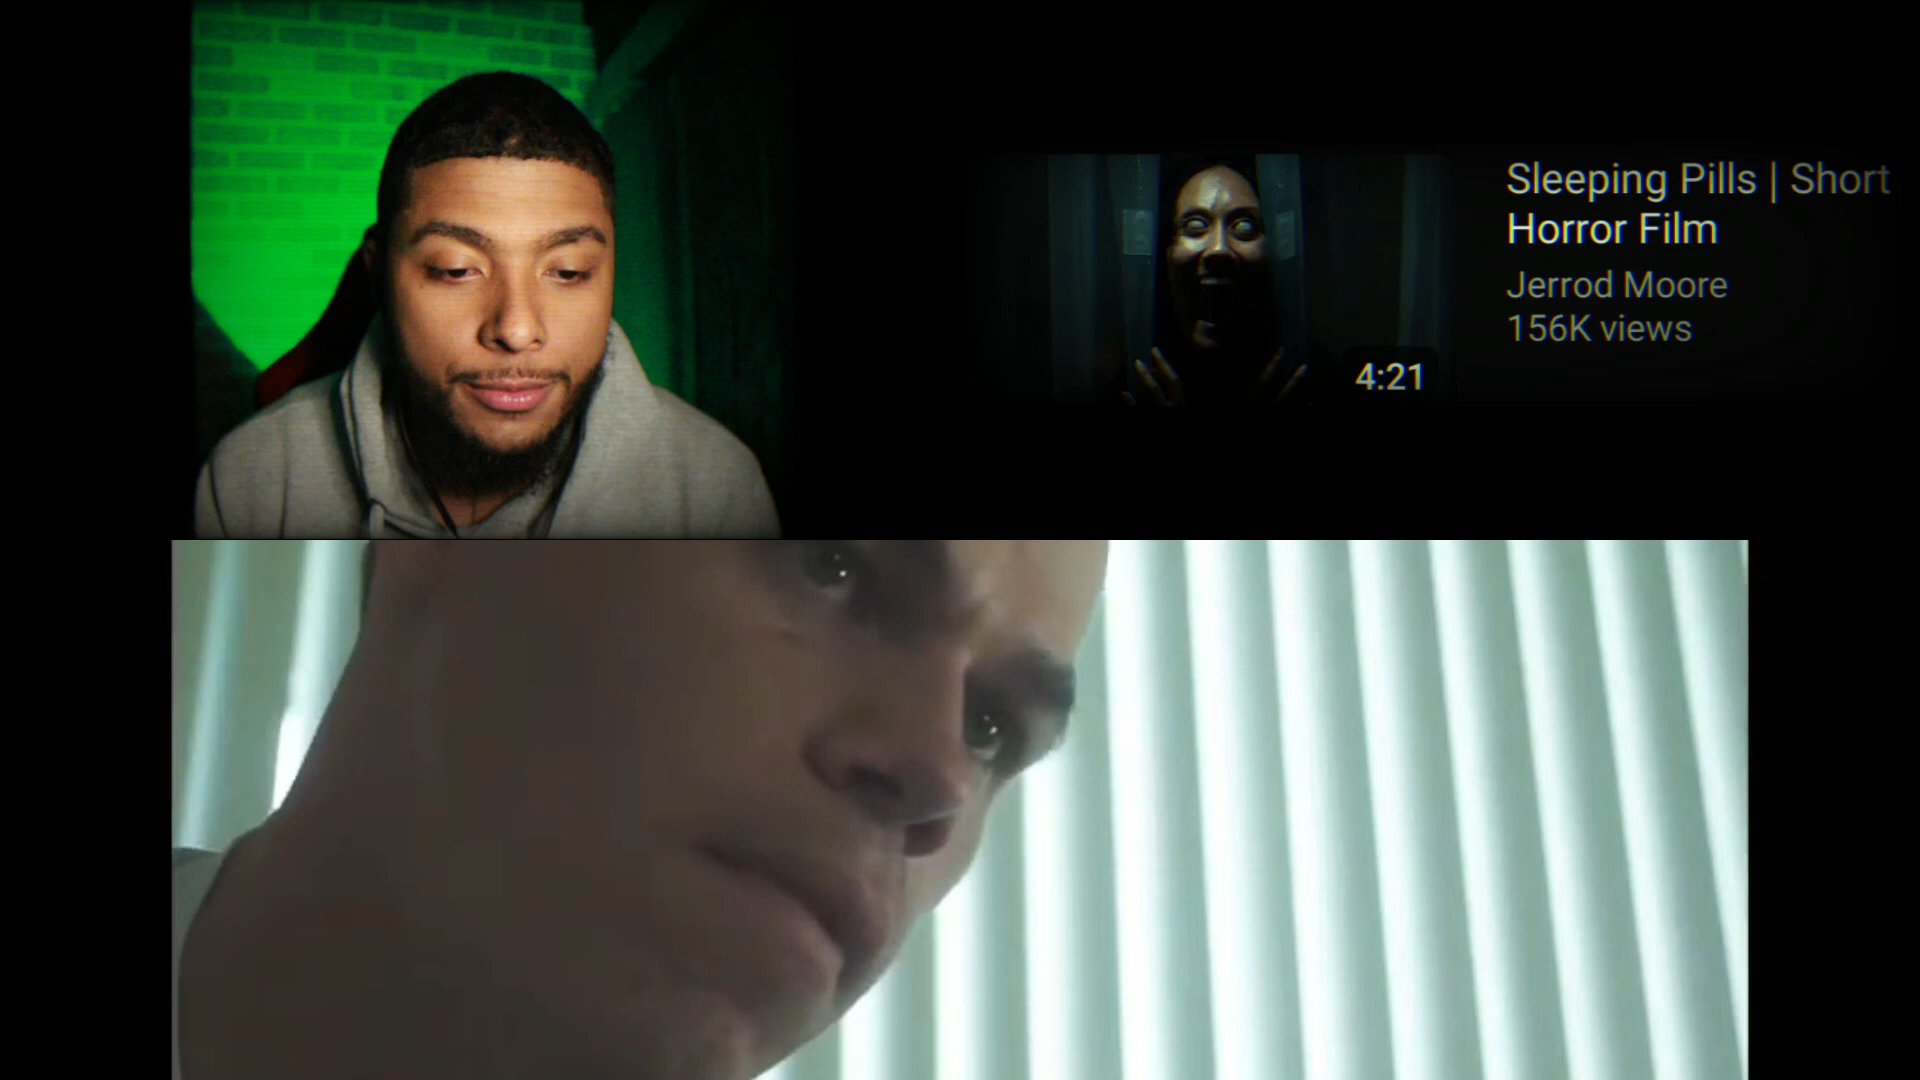 Sleeping Pills | Short
Horror Film
Jerrod Moore
156K views
4:21